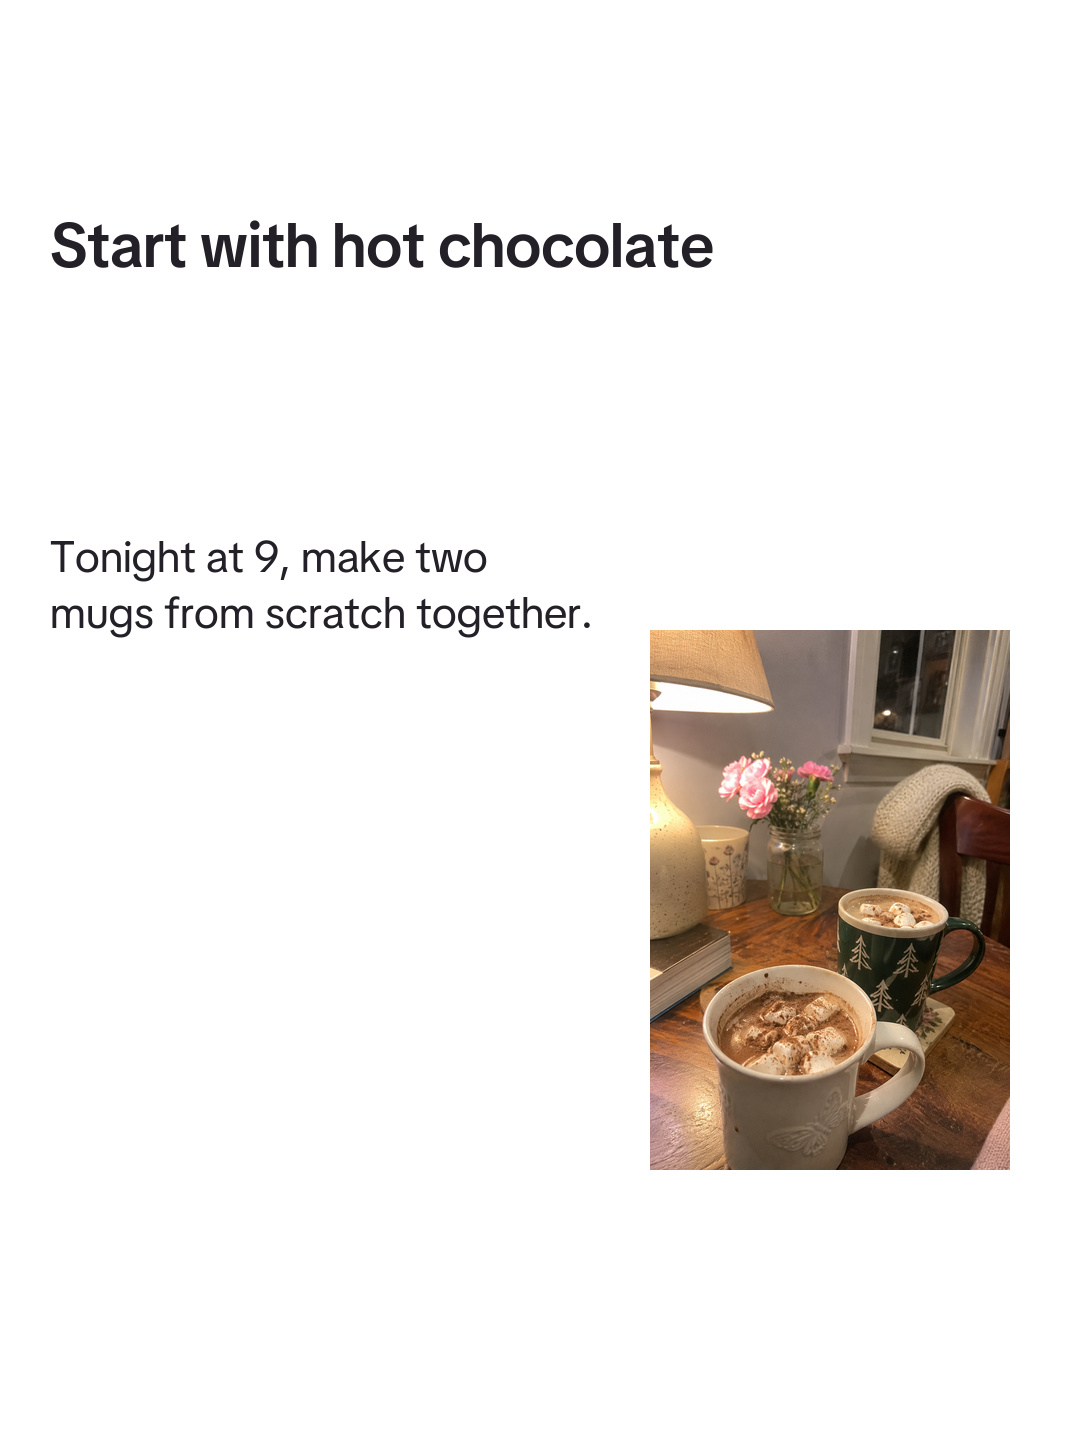 Start with hot chocolate
Tonight at 9, make two
mugs from scratch together.